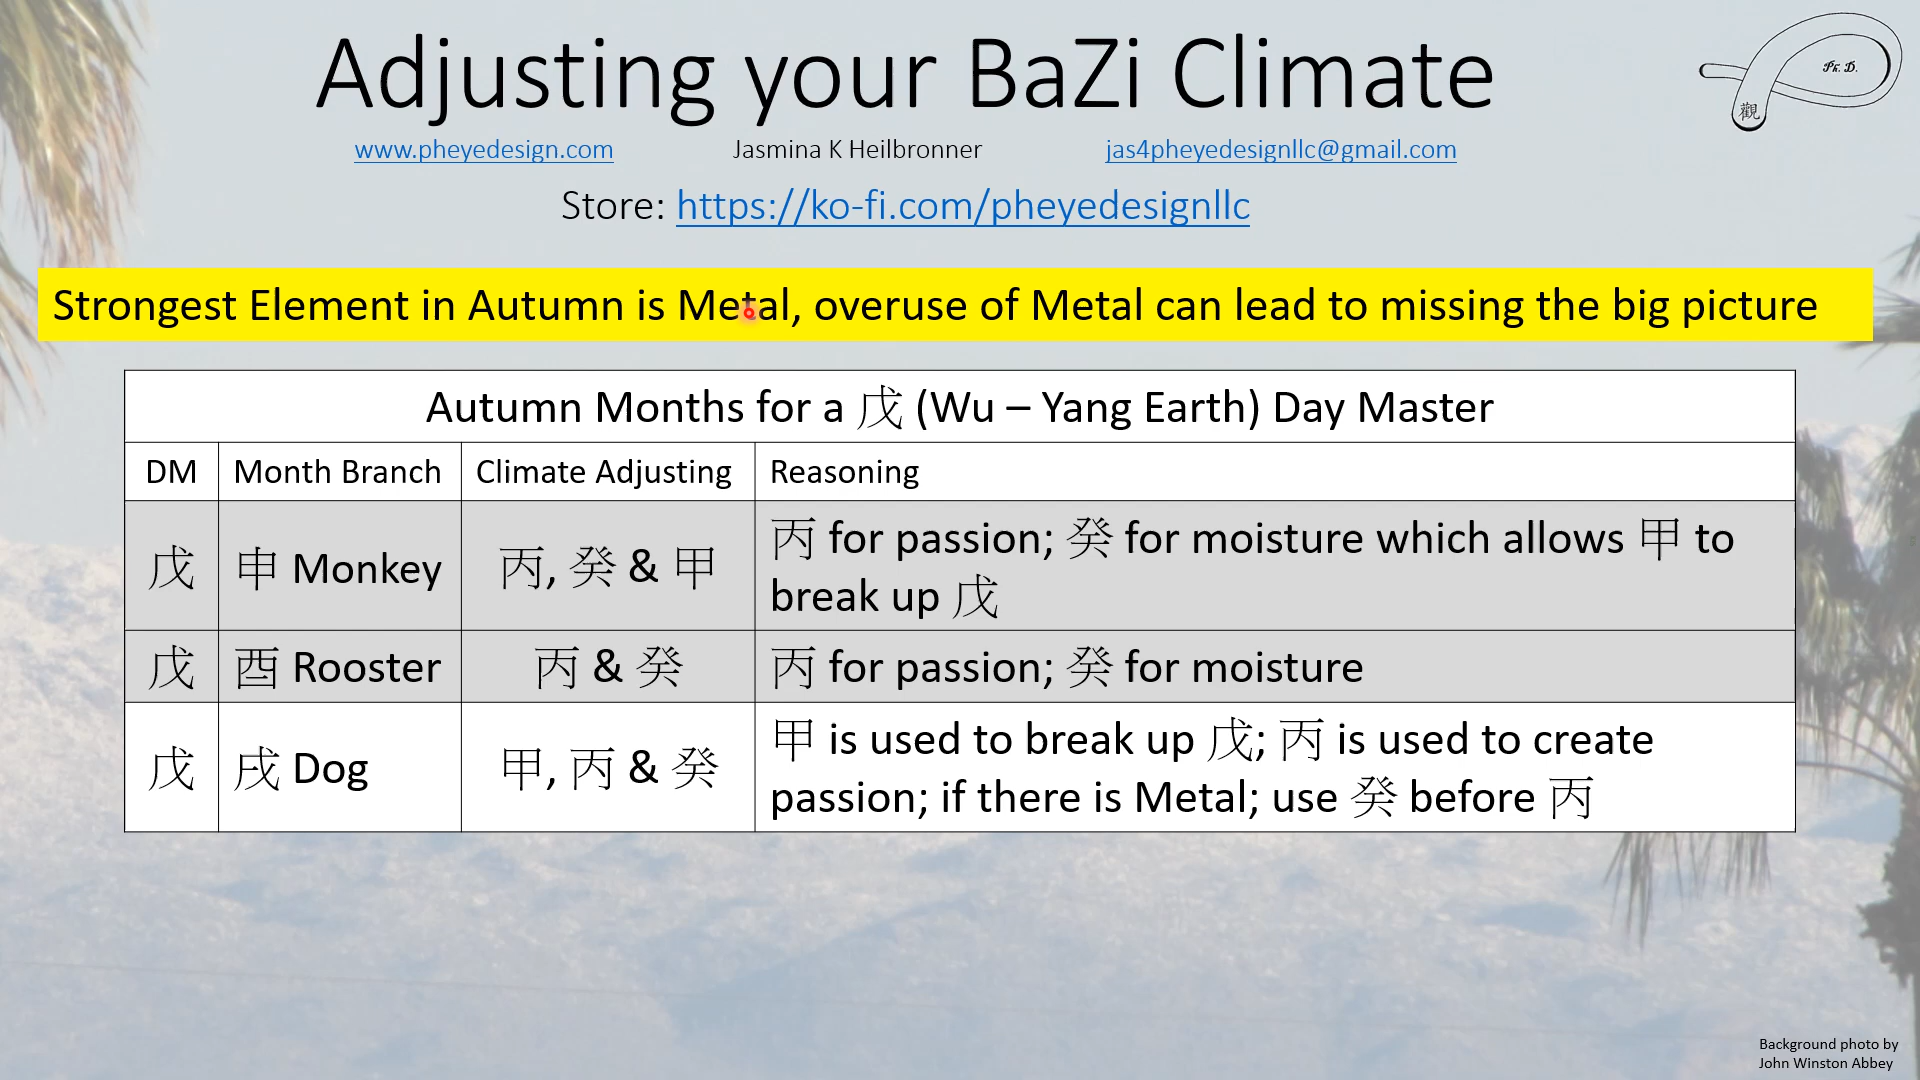 Adjusting your BaZi Climate
Ph. D.
觀
www.pheyedesign.com Jasmina K Heilbronner jas4pheyedesignllc@gmail.com
Store: https://ko-fi.com/pheyedesignllc
Strongest Element in Autumn is Metal, overuse of Metal can lead to missing the big picture
Autumn Months for a 戊 (Wu – Yang Earth) Day Master
DM Month Branch Climate Adjusting Reasoning
戊 申 Monkey 丙, 癸 & 甲 丙 for passion; 癸 for moisture which allows 甲 to
break up 戊
戊 酉 Rooster 丙 & 癸 丙 for passion; 癸 for moisture
戊 戌 Dog 甲, 丙 & 癸 甲 is used to break up 戊; 丙 is used to create
passion; if there is Metal; use 癸 before 丙
Background photo by
John Winston Abbey